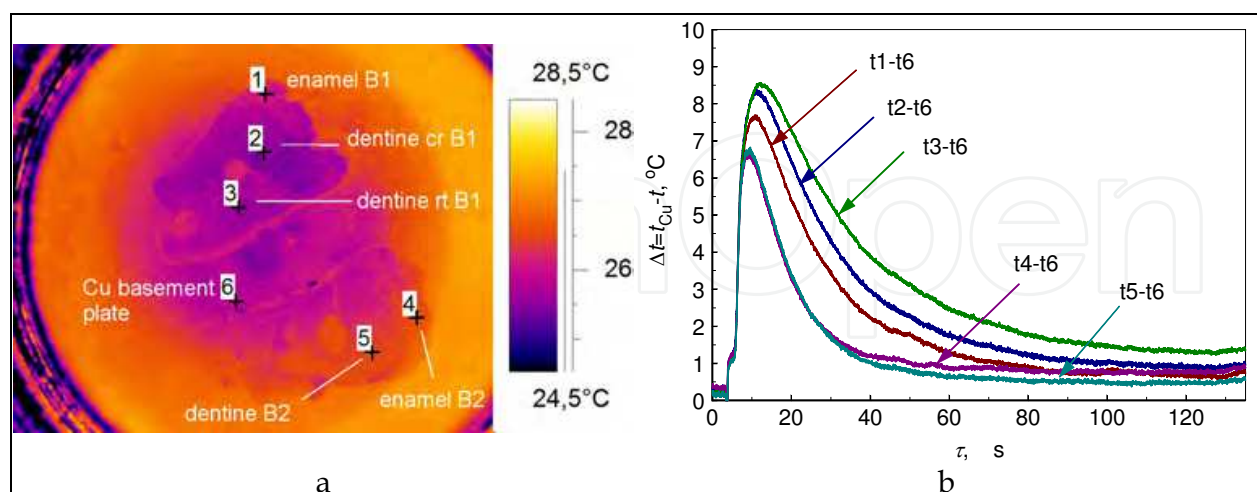 1 enamel B1
2 dentine cr B1
3 dentine rt B1
Cu basement
plate
6
4
5
dentine B2
enamel B2
28,5°C
28
26
24,5°C
a
Δt=t_Cu-t, °C
10
9
8
7
6
5
4
3
2
1
0
t1-t6
t2-t6
t3-t6
t4-t6
t5-t6
0 20 40 60 80 100 120
τ, s
b
Open